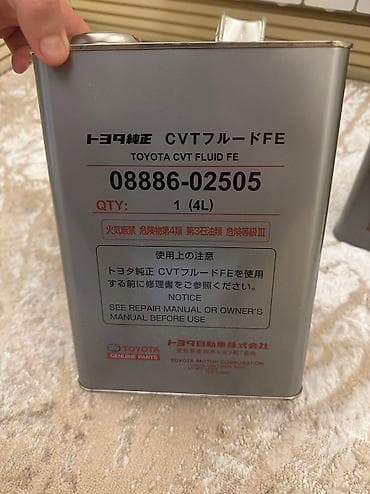 トヨタ純正 CVTフルードFE
TOYOTA CVT FLUID FE
08886-02505
QTY: 1 (4L)
火気厳禁 危険物第4類 第3石油類 危険等級Ⅲ
使用上の注意
トヨタ純正 CVTフルードFEを使用
する前に修理書をご参照ください。
NOTICE
SEE REPAIR MANUAL OR OWNER'S
MANUAL BEFORE USE
トヨタ自動車株式会社
TOYOTA
GENUINE PARTS
TOYOTA MOTOR CORPORATION